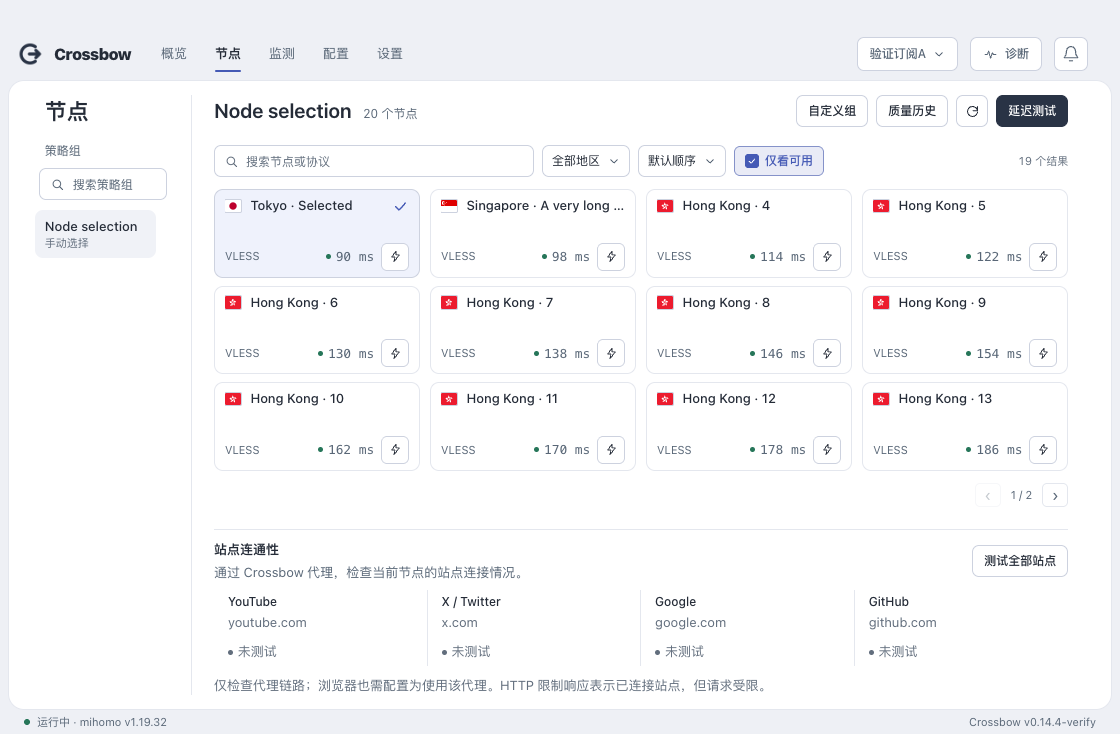 Crossbow 概览 节点 监测 配置 设置 验证订阅A 诊断
节点
策略组
搜索策略组
Node selection
手动选择
Node selection 20 个节点 自定义组 质量历史 延迟测试
搜索节点或协议 全部地区 默认顺序 仅看可用 19 个结果
Tokyo · Selected
VLESS 90 ms
Singapore · A very long ...
VLESS 98 ms
Hong Kong · 4
VLESS 114 ms
Hong Kong · 5
VLESS 122 ms
Hong Kong · 6
VLESS 130 ms
Hong Kong · 7
VLESS 138 ms
Hong Kong · 8
VLESS 146 ms
Hong Kong · 9
VLESS 154 ms
Hong Kong · 10
VLESS 162 ms
Hong Kong · 11
VLESS 170 ms
Hong Kong · 12
VLESS 178 ms
Hong Kong · 13
VLESS 186 ms
1 / 2
站点连通性
通过 Crossbow 代理，检查当前节点的站点连接情况。
测试全部站点
YouTube
youtube.com
未测试
X / Twitter
x.com
未测试
Google
google.com
未测试
GitHub
github.com
未测试
仅检查代理链路；浏览器也需配置为使用该代理。HTTP 限制响应表示已连接站点，但请求受限。
运行中 · mihomo v1.19.32
Crossbow v0.14.4-verify